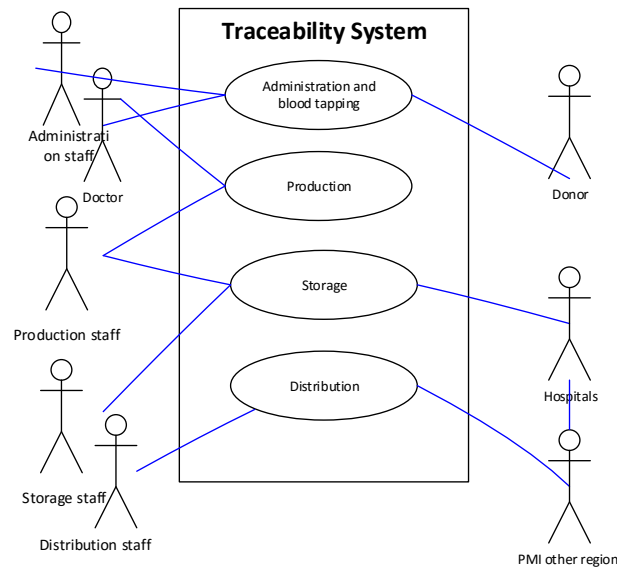 Traceability System
Administration and
blood tapping
Administrati
on staff
Doctor
Donor
Production
Production staff
Storage
Hospitals
Distribution
Storage staff
Distribution staff
PMI other region